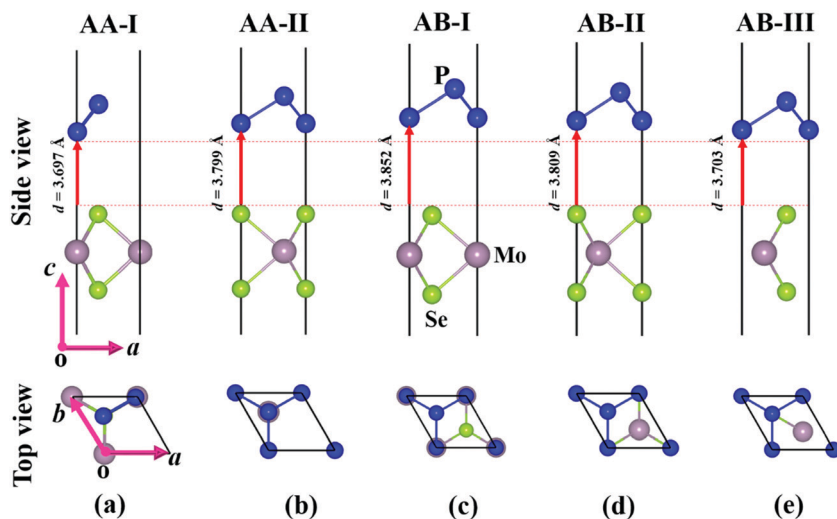 AA-I AA-II AB-I AB-II AB-III
P
Side view
d = 3.697 Å
d = 3.799 Å
d = 3.852 Å
d = 3.809 Å
d = 3.703 Å
Mo
Se
c
o
a
Top view
b
a
o
(a) (b) (c) (d) (e)